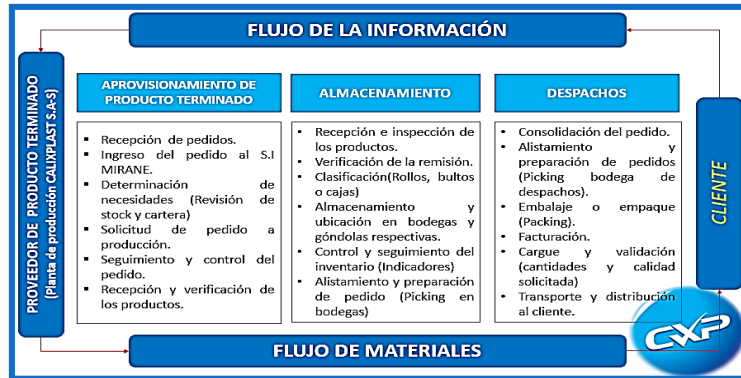 FLUJO DE LA INFORMACIÓN
PROVEEDOR DE PRODUCTO TERMINADO
(Planta de producción CALIXPLAST S.A-S)
APROVISIONAMIENTO DE
PRODUCTO TERMINADO
▪ Recepción de pedidos.
▪ Ingreso del pedido al S.I
MIRANE.
▪ Determinación de
necesidades (Revisión de
stock y cartera)
▪ Solicitud de pedido a
producción.
▪ Seguimiento y control del
pedido.
▪ Recepción y verificación de
los productos.
ALMACENAMIENTO
▪ Recepción e inspección de
los productos.
▪ Verificación de la remisión.
▪ Clasificación(Rollos, bultos
o cajas)
▪ Almacenamiento y
ubicación en bodegas y
góndolas respectivas.
▪ Control y seguimiento del
inventario (Indicadores)
▪ Alistamiento y preparación
de pedido (Picking en
bodegas)
DESPACHOS
▪ Consolidación del pedido.
▪ Alistamiento y
preparación de pedidos
(Picking bodega de
despachos).
▪ Embalaje o empaque
(Packing).
▪ Facturación.
▪ Cargue y validación
(cantidades y calidad
solicitada)
▪ Transporte y distribución
al cliente.
CLIENTE
FLUJO DE MATERIALES
CXP